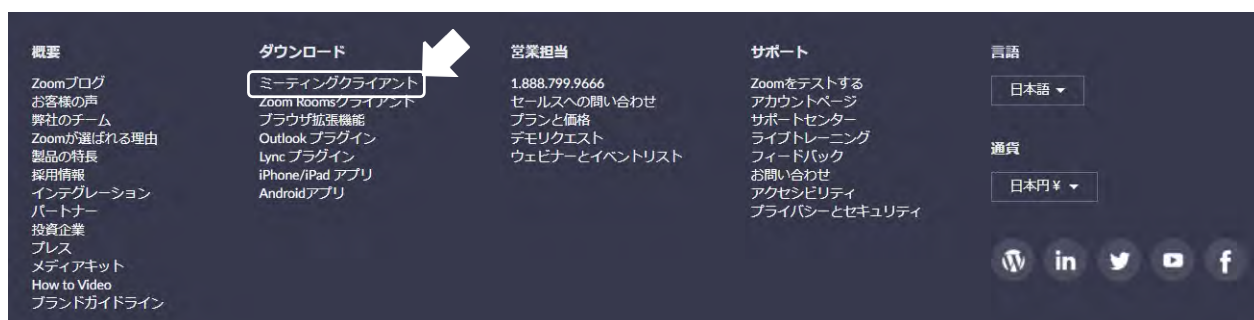 概要
Zoomブログ
お客様の声
弊社のチーム
Zoomが選ばれる理由
製品の特長
採用情報
インテグレーション
パートナー
投資企業
プレス
メディアキット
How to Video
ブランドガイドライン
ダウンロード
ミーティングクライアント
Zoom Roomsクライアント
ブラウザ拡張機能
Outlook プラグイン
Lync プラグイン
iPhone/iPad アプリ
Androidアプリ
営業担当
1.888.799.9666
セールスへの問い合わせ
プランと価格
デモリクエスト
ウェビナーとイベントリスト
サポート
Zoomをテストする
アカウントページ
サポートセンター
ライブトレーニング
フィードバック
お問い合わせ
アクセシビリティ
プライバシーとセキュリティ
言語
日本語
通貨
日本円 ¥